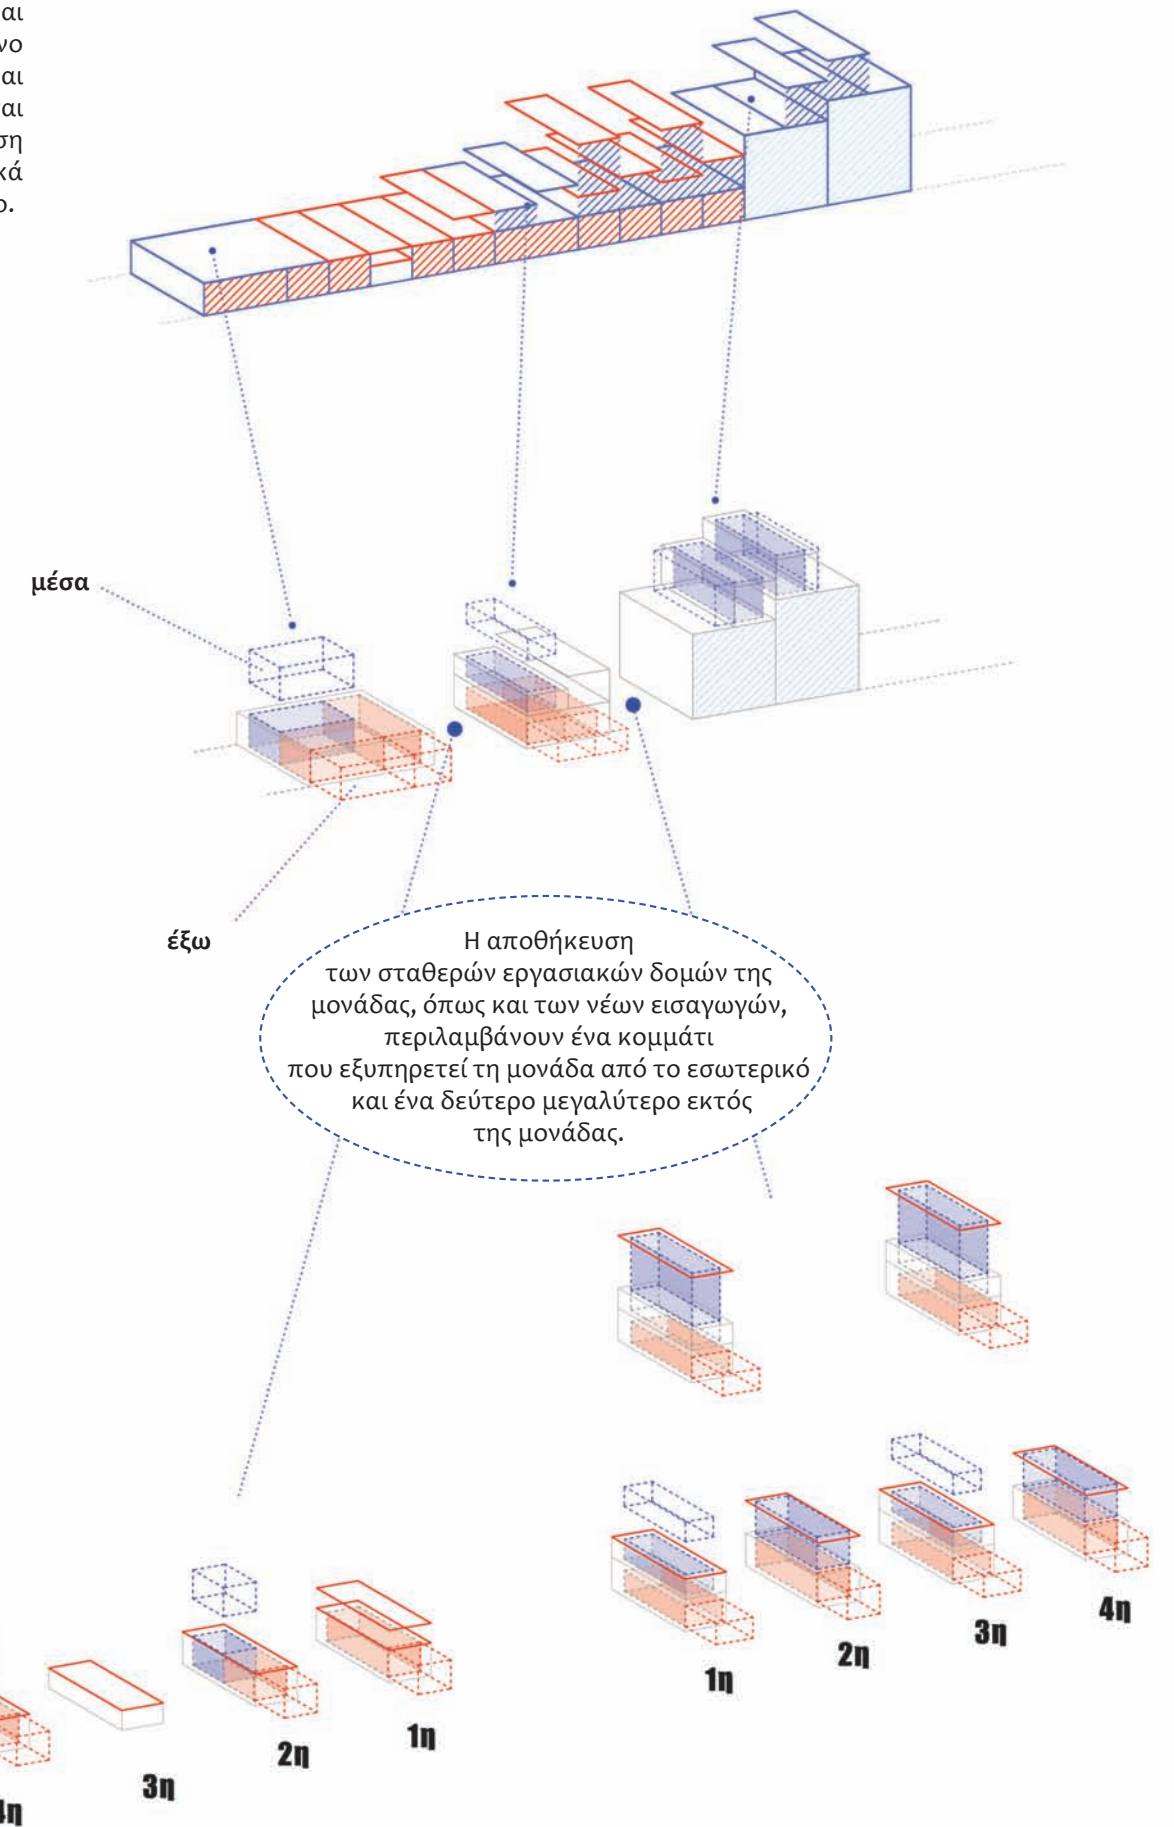 μέσα
έξω
Η αποθήκευση
των σταθερών εργασιακών δομών της
μονάδας, όπως και των νέων εισαγωγών,
περιλαμβάνουν ένα κομμάτι
που εξυπηρετεί τη μονάδα από το εσωτερικό
και ένα δεύτερο μεγαλύτερο εκτός
της μονάδας.
4η
3η
2η
1η
1η
2η
3η
4η